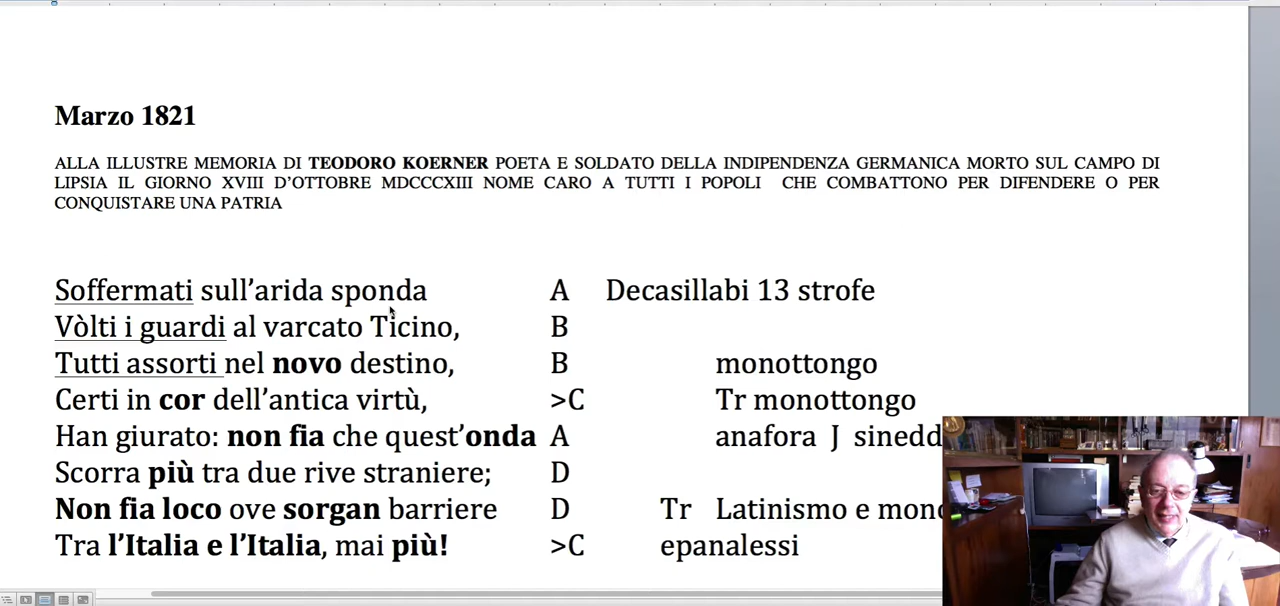 Marzo 1821
ALLA ILLUSTRE MEMORIA DI TEODORO KOERNER POETA E SOLDATO DELLA INDIPENDENZA GERMANICA MORTO SUL CAMPO DI
LIPSIA IL GIORNO XVIII D’OTTOBRE MDCCCXIII NOME CARO A TUTTI I POPOLI CHE COMBATTONO PER DIFENDERE O PER
CONQUISTARE UNA PATRIA
Soffermati sull’arida sponda A Decasillabi 13 strofe
Vòlti i guardi al varcato Ticino, B
Tutti assorti nel novo destino, B monottongo
Certi in cor dell’antica virtù, >C Tr monottongo
Han giurato: non fia che quest’onda A anafora J
Scorra più tra due rive straniere; D
Non fia loco ove sorgan barriere D Tr Latinismo e
Tra l’Italia e l’Italia, mai più! >C epanalessi